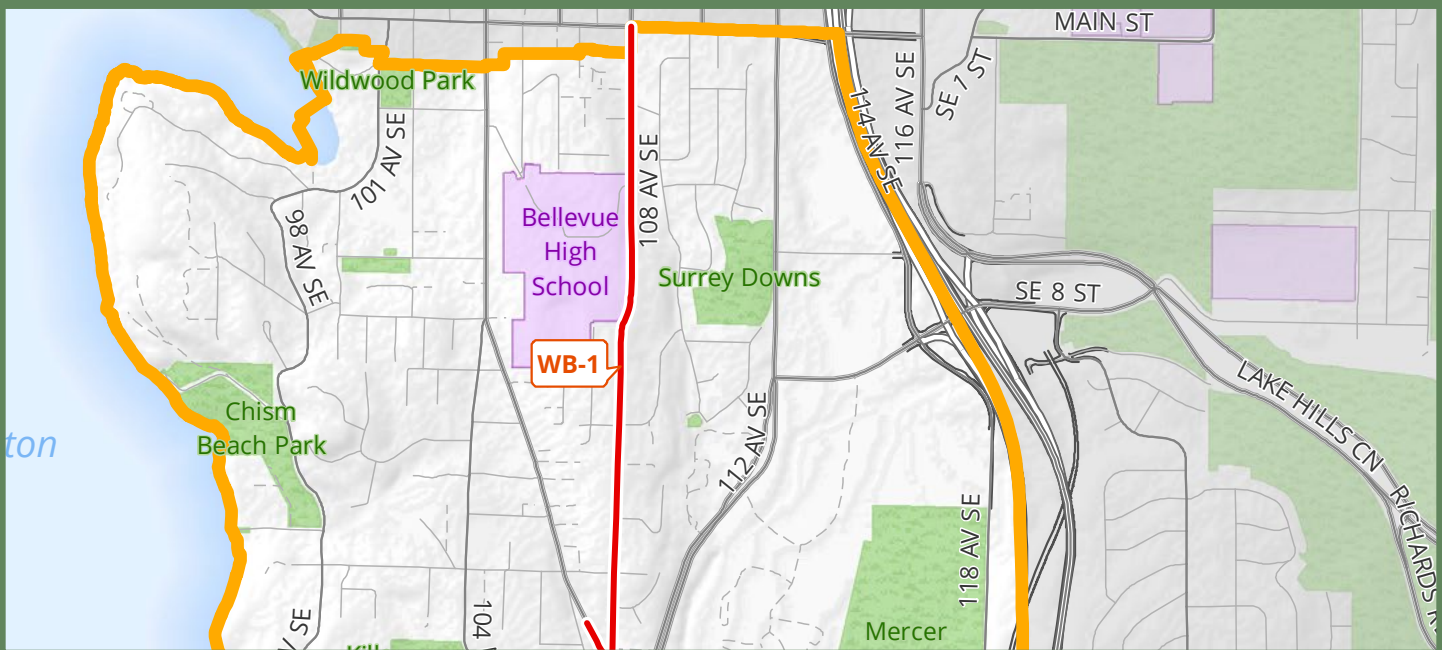 MAIN ST
Wildwood Park
SE 1 ST
116 AV SE
114 AV SE
101 AV SE
108 AV SE
Bellevue
High
School
98 AV SE
Surrey Downs
SE 8 ST
WB-1
LAKE HILLS CN
Chism
Beach Park
112 AV SE
ton
118 AV SE
RICHARDS R
104
V SE
Mercer
Kill